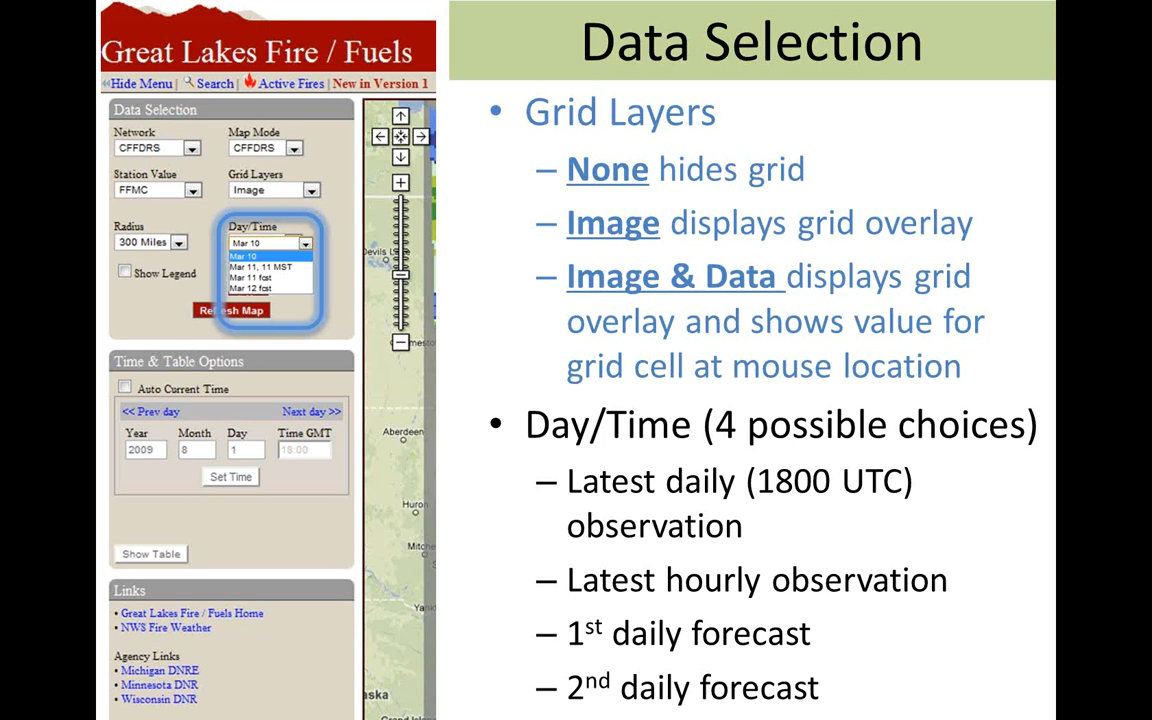 Great Lakes Fire / Fuels
Hide Menu | Search | Active Fires | New in Version 1
Data Selection
Network
Map Mode
CFFDRS
CFFDRS
Station Value
Grid Layers
FFMC
Image
Radius
Day/Time
300 Miles
Mar 10
Mar 10
Mar 11, 11 MST
Mar 11 fcst
Mar 12 fcst
Show Legend
Refresh Map
Time & Table Options
Auto Current Time
<< Prev day
Next day >>
Year
Month
Day
Time GMT
2009
8
1
18:00
Set Time
Show Table
Links
• Great Lakes Fire / Fuels Home
• NWS Fire Weather
Agency Links
• Michigan DNRE
• Minnesota DNR
• Wisconsin DNR
Devils L
Aberdeen
Huron
Mitche
Yank
aska
Data Selection
• Grid Layers
– None hides grid
– Image displays grid overlay
– Image & Data displays grid
overlay and shows value for
grid cell at mouse location
• Day/Time (4 possible choices)
– Latest daily (1800 UTC)
observation
– Latest hourly observation
– 1st daily forecast
– 2nd daily forecast